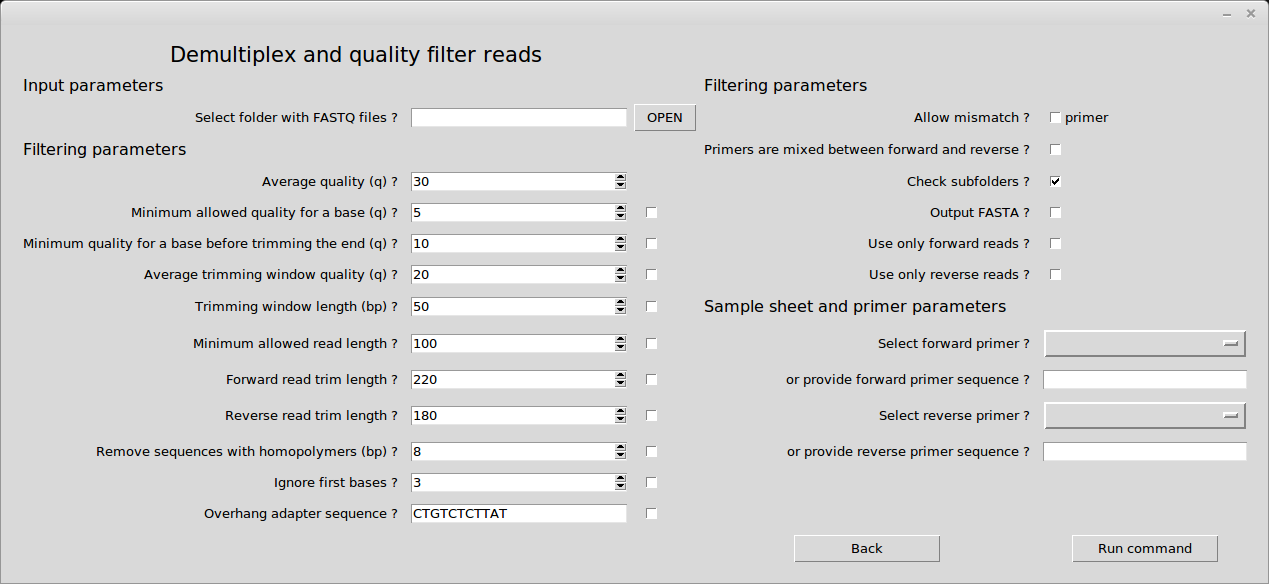 Demultiplex and quality filter reads
Input parameters
Select folder with FASTQ files ?
OPEN
Filtering parameters
Average quality (q) ? 30
Minimum allowed quality for a base (q) ? 5
Minimum quality for a base before trimming the end (q) ? 10
Average trimming window quality (q) ? 20
Trimming window length (bp) ? 50
Minimum allowed read length ? 100
Forward read trim length ? 220
Reverse read trim length ? 180
Remove sequences with homopolymers (bp) ? 8
Ignore first bases ? 3
Overhang adapter sequence ? CTGTCTCTTAT
Filtering parameters
Allow mismatch ? primer
Primers are mixed between forward and reverse ?
Check subfolders ?
Output FASTA ?
Use only forward reads ?
Use only reverse reads ?
Sample sheet and primer parameters
Select forward primer ?
or provide forward primer sequence ?
Select reverse primer ?
or provide reverse primer sequence ?
Back
Run command